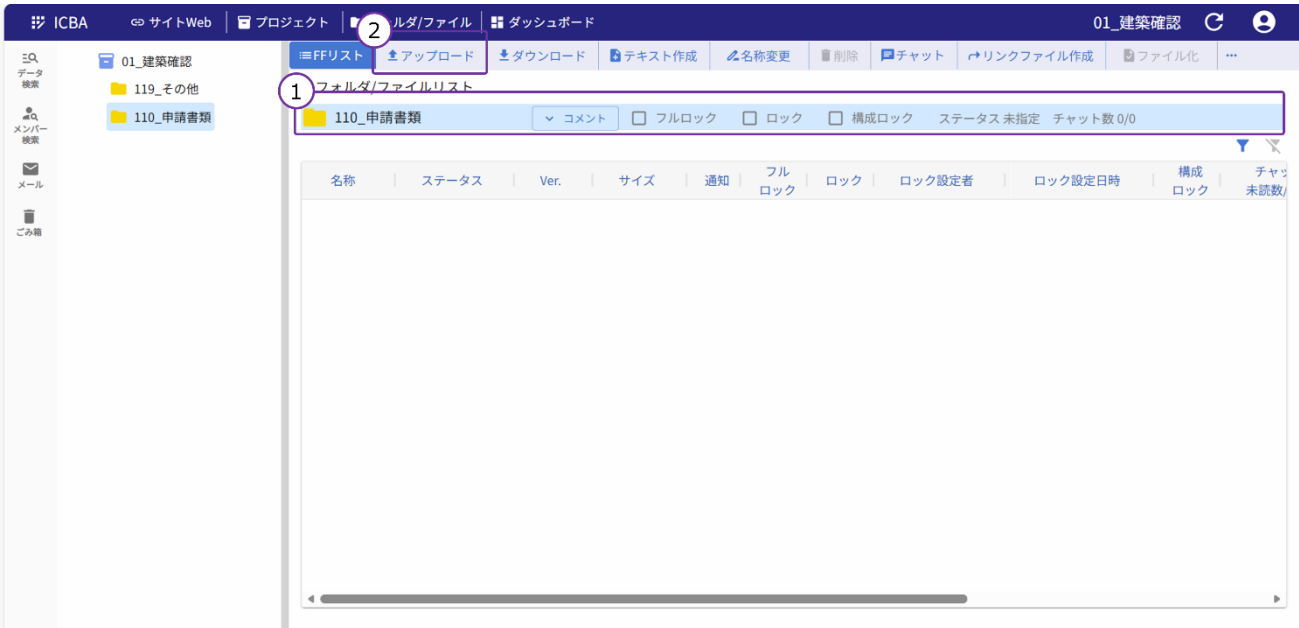 ICBA サイトWeb プロジェクト ルダ/ファイル ダッシュボード 01_建築確認
2
データ
検索
メンバー
検索
メール
ごみ箱
01_建築確認
119_その他
110_申請書類
FFリスト アップロード ダウンロード テキスト作成 名称変更 削除 チャット リンクファイル作成 ファイル化 ...
1
フォルダ/ファイルリスト
110_申請書類 コメント フルロック ロック 構成ロック ステータス 未指定 チャット数 0/0
名称 ステータス Ver. サイズ 通知 フル
ロック ロック ロック設定者 ロック設定日時 構成
ロック チャッ
未読数/